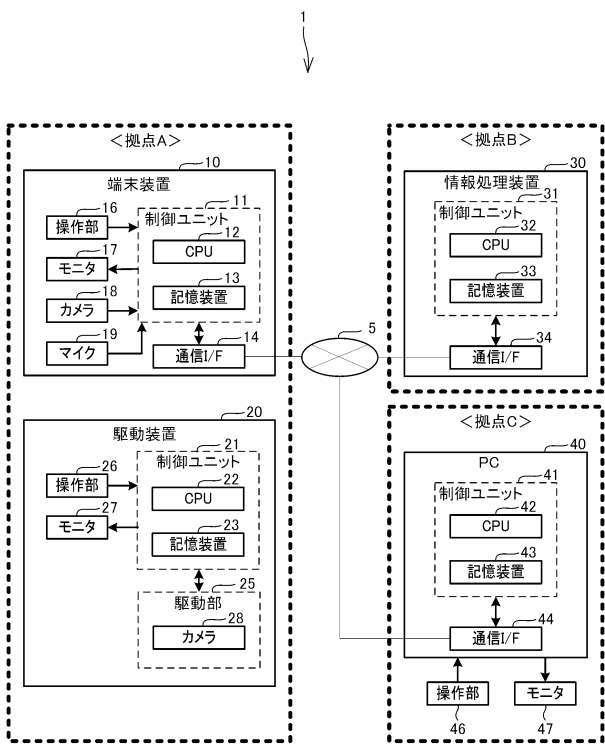 1
<拠点A>
10
端末装置
11
制御ユニット
16
操作部
12
CPU
17
モニタ
13
記憶装置
18
カメラ
14
通信I/F
19
マイク
20
駆動装置
21
制御ユニット
26
操作部
22
CPU
27
モニタ
23
記憶装置
25
駆動部
28
カメラ
5
<拠点B>
30
情報処理装置
31
制御ユニット
32
CPU
33
記憶装置
34
通信I/F
<拠点C>
40
PC
41
制御ユニット
42
CPU
43
記憶装置
44
通信I/F
操作部
46
モニタ
47